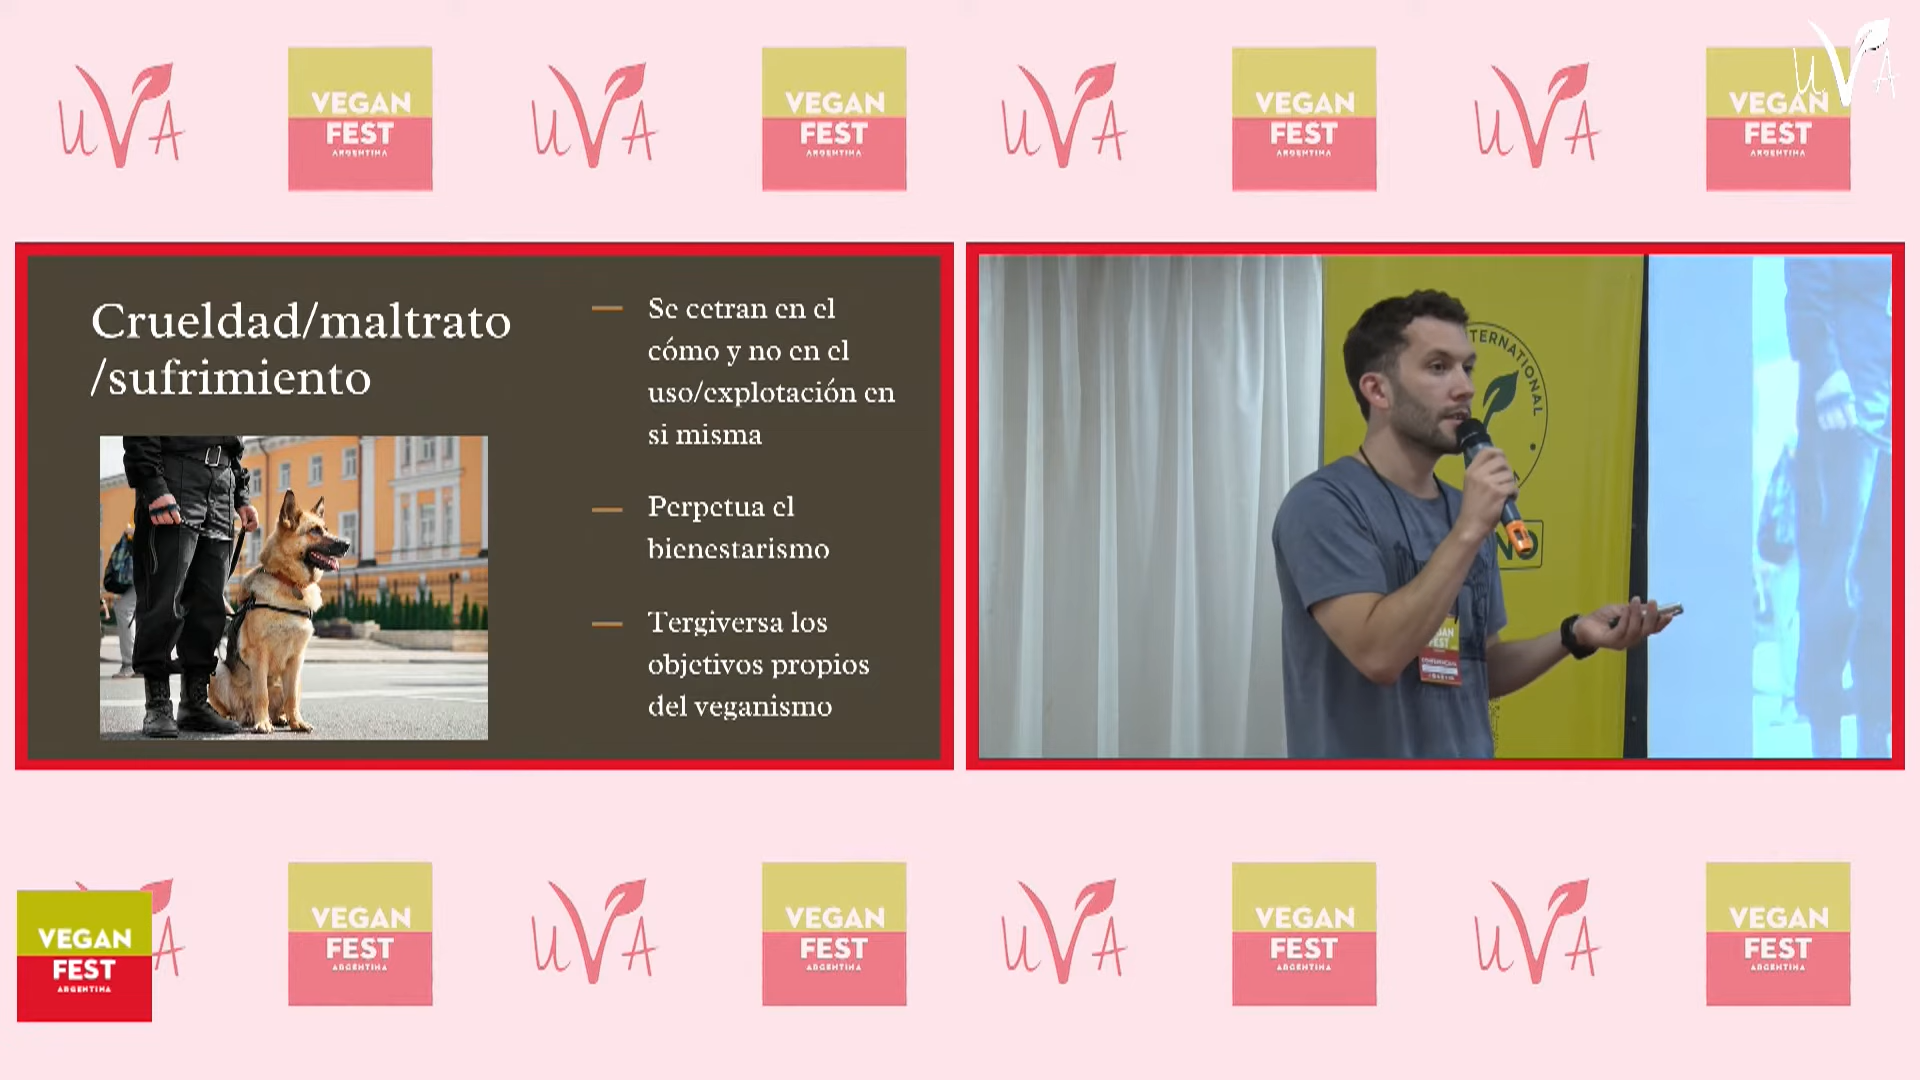 UVA
VEGAN
FEST
ARGENTINA
UVA
VEGAN
FEST
ARGENTINA
UVA
VEGAN
FEST
ARGENTINA
UVA
VEGAN
FEST
ARGENTINA
UVA
Crueldad/maltrato
/sufrimiento
Se cetran en el
cómo y no en el
uso/explotación en
si misma
Perpetua el
bienestarismo
Tergiversa los
objetivos propios
del veganismo
TERNATIONAL
NO
VEGAN
FEST
ARGENTINA
A
VEGAN
FEST
ARGENTINA
UVA
VEGAN
FEST
ARGENTINA
UVA
VEGAN
FEST
ARGENTINA
UVA
VEGAN
FEST
ARGENTINA